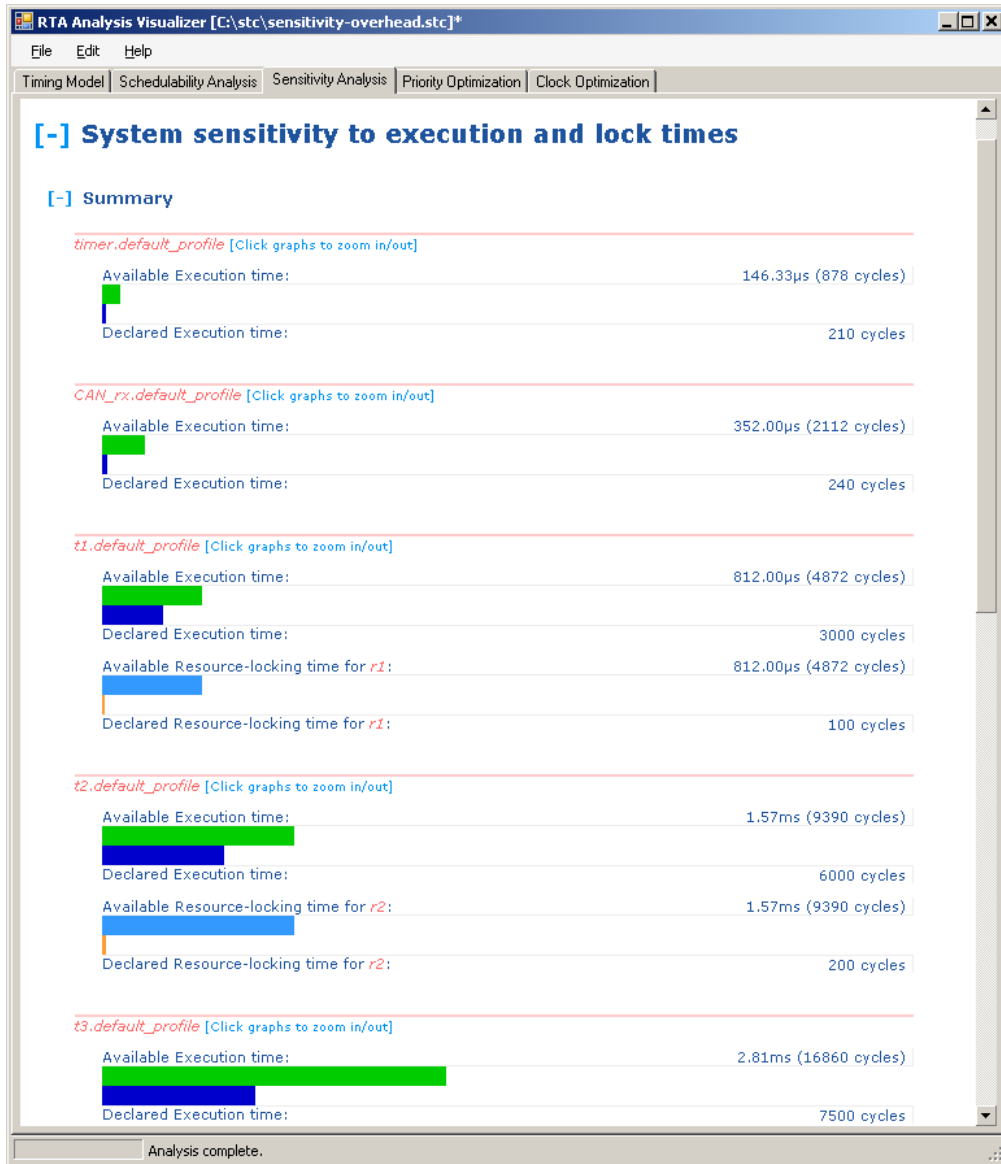 RTA Analysis Visualizer [C:\stc\sensitivity-overhead.stc]*
File Edit Help
Timing Model Schedulability Analysis Sensitivity Analysis Priority Optimization Clock Optimization
[-] System sensitivity to execution and lock times
[-] Summary
timer.default_profile [Click graphs to zoom in/out]
Available Execution time: 146.33µs (878 cycles)
Declared Execution time: 210 cycles
CAN_rx.default_profile [Click graphs to zoom in/out]
Available Execution time: 352.00µs (2112 cycles)
Declared Execution time: 240 cycles
t1.default_profile [Click graphs to zoom in/out]
Available Execution time: 812.00µs (4872 cycles)
Declared Execution time: 3000 cycles
Available Resource-locking time for r1: 812.00µs (4872 cycles)
Declared Resource-locking time for r1: 100 cycles
t2.default_profile [Click graphs to zoom in/out]
Available Execution time: 1.57ms (9390 cycles)
Declared Execution time: 6000 cycles
Available Resource-locking time for r2: 1.57ms (9390 cycles)
Declared Resource-locking time for r2: 200 cycles
t3.default_profile [Click graphs to zoom in/out]
Available Execution time: 2.81ms (16860 cycles)
Declared Execution time: 7500 cycles
Analysis complete.